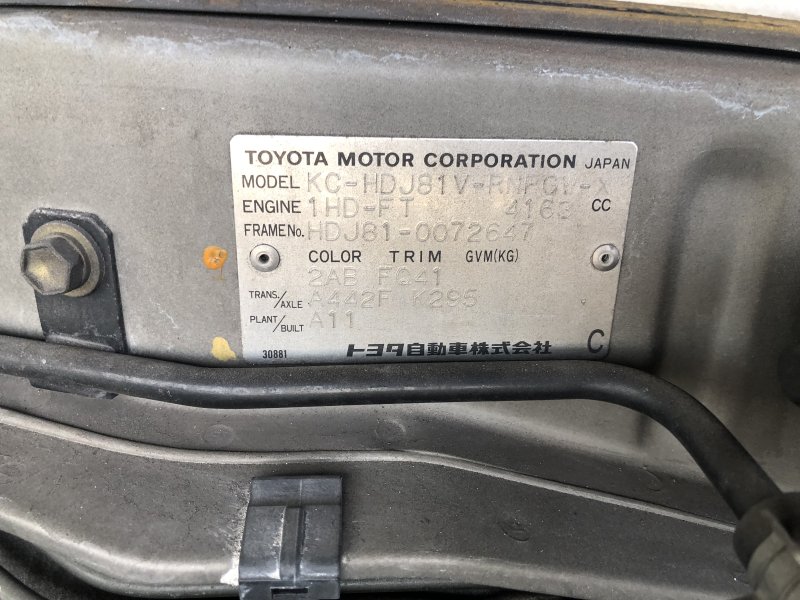 TOYOTA MOTOR CORPORATION JAPAN
MODEL KC-HDJ81V-RNPGV-X
ENGINE 1HD-FT 4163 CC
FRAME No. HDJ81-0072647
COLOR TRIM GVM(KG)
2AB FQ41
TRANS./AXLE A442F K295
PLANT/BUILT A11
30881 トヨタ自動車株式会社 C